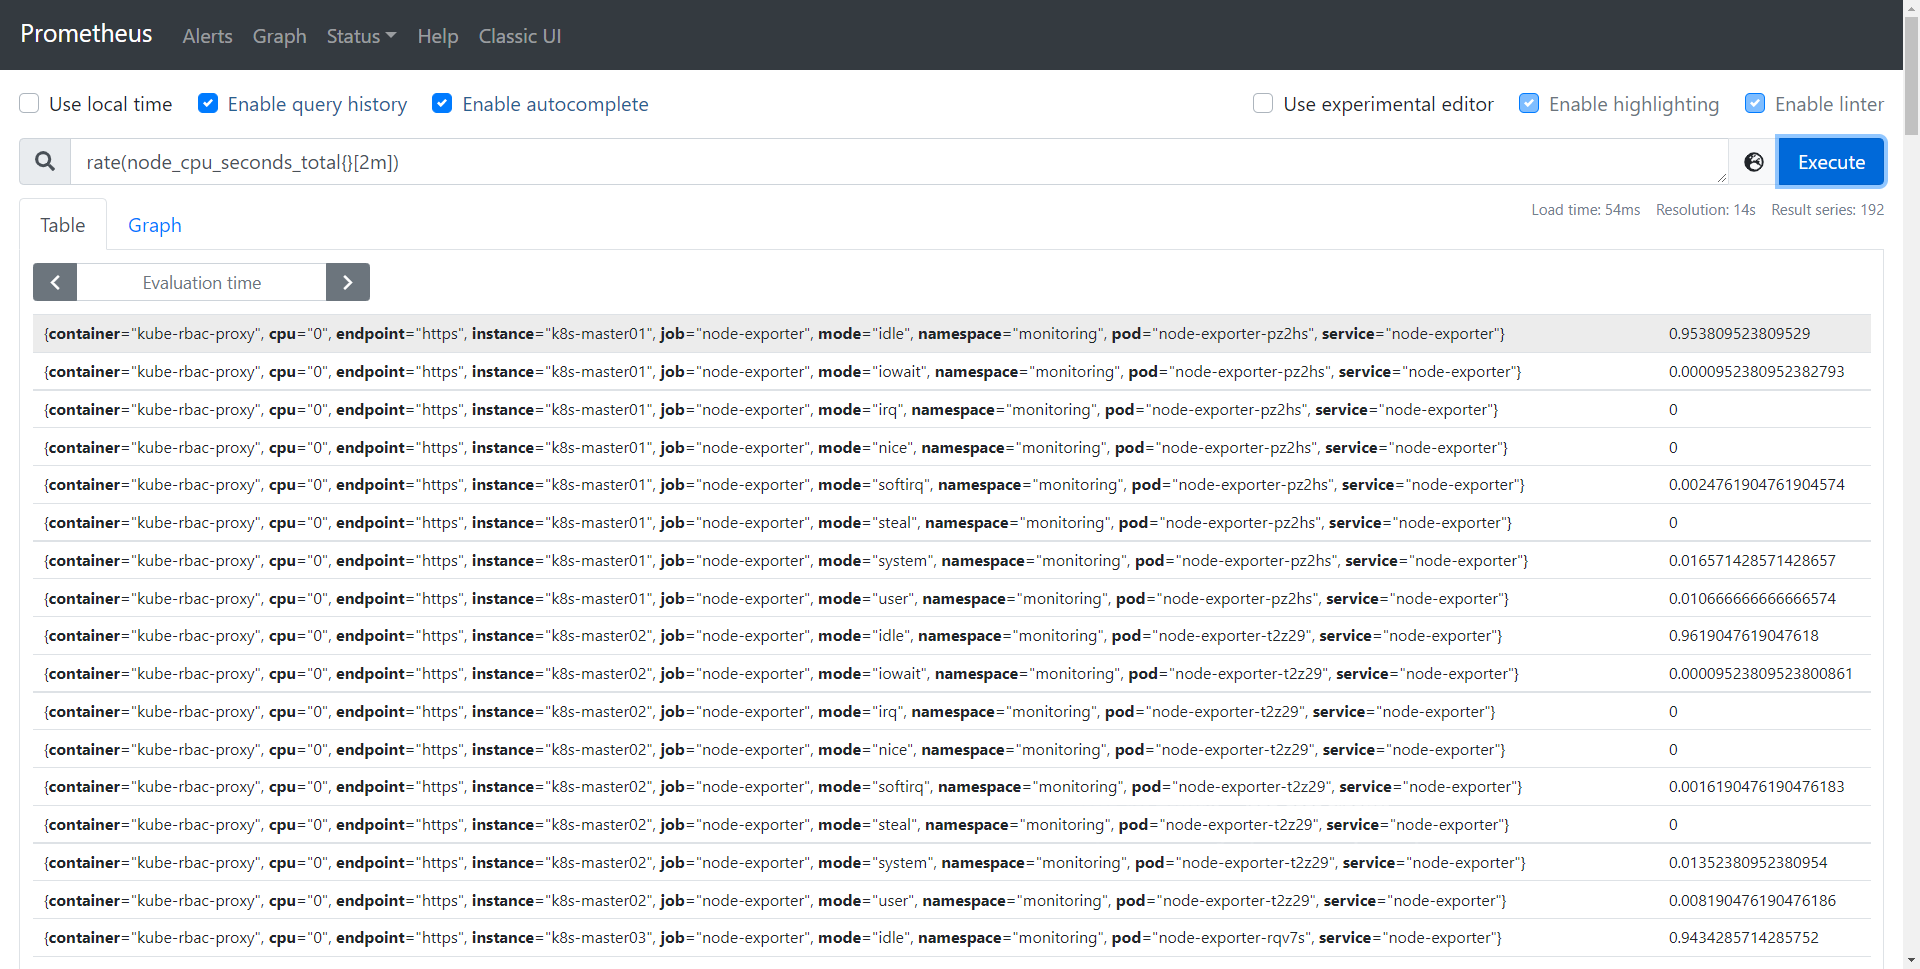 Prometheus Alerts Graph Status Help Classic UI
Use local time Enable query history Enable autocomplete Use experimental editor Enable highlighting Enable linter
rate(node_cpu_seconds_total{}[2m]) Execute
Table Graph Load time: 54ms Resolution: 14s Result series: 192
Evaluation time
{container="kube-rbac-proxy", cpu="0", endpoint="https", instance="k8s-master01", job="node-exporter", mode="idle", namespace="monitoring", pod="node-exporter-pz2hs", service="node-exporter"} 0.953809523809529
{container="kube-rbac-proxy", cpu="0", endpoint="https", instance="k8s-master01", job="node-exporter", mode="iowait", namespace="monitoring", pod="node-exporter-pz2hs", service="node-exporter"} 0.0000952380952382793
{container="kube-rbac-proxy", cpu="0", endpoint="https", instance="k8s-master01", job="node-exporter", mode="irq", namespace="monitoring", pod="node-exporter-pz2hs", service="node-exporter"} 0
{container="kube-rbac-proxy", cpu="0", endpoint="https", instance="k8s-master01", job="node-exporter", mode="nice", namespace="monitoring", pod="node-exporter-pz2hs", service="node-exporter"} 0
{container="kube-rbac-proxy", cpu="0", endpoint="https", instance="k8s-master01", job="node-exporter", mode="softirq", namespace="monitoring", pod="node-exporter-pz2hs", service="node-exporter"} 0.0024761904761904574
{container="kube-rbac-proxy", cpu="0", endpoint="https", instance="k8s-master01", job="node-exporter", mode="steal", namespace="monitoring", pod="node-exporter-pz2hs", service="node-exporter"} 0
{container="kube-rbac-proxy", cpu="0", endpoint="https", instance="k8s-master01", job="node-exporter", mode="system", namespace="monitoring", pod="node-exporter-pz2hs", service="node-exporter"} 0.016571428571428657
{container="kube-rbac-proxy", cpu="0", endpoint="https", instance="k8s-master01", job="node-exporter", mode="user", namespace="monitoring", pod="node-exporter-pz2hs", service="node-exporter"} 0.010666666666666574
{container="kube-rbac-proxy", cpu="0", endpoint="https", instance="k8s-master02", job="node-exporter", mode="idle", namespace="monitoring", pod="node-exporter-t2z29", service="node-exporter"} 0.9619047619047618
{container="kube-rbac-proxy", cpu="0", endpoint="https", instance="k8s-master02", job="node-exporter", mode="iowait", namespace="monitoring", pod="node-exporter-t2z29", service="node-exporter"} 0.00009523809523800861
{container="kube-rbac-proxy", cpu="0", endpoint="https", instance="k8s-master02", job="node-exporter", mode="irq", namespace="monitoring", pod="node-exporter-t2z29", service="node-exporter"} 0
{container="kube-rbac-proxy", cpu="0", endpoint="https", instance="k8s-master02", job="node-exporter", mode="nice", namespace="monitoring", pod="node-exporter-t2z29", service="node-exporter"} 0
{container="kube-rbac-proxy", cpu="0", endpoint="https", instance="k8s-master02", job="node-exporter", mode="softirq", namespace="monitoring", pod="node-exporter-t2z29", service="node-exporter"} 0.0016190476190476183
{container="kube-rbac-proxy", cpu="0", endpoint="https", instance="k8s-master02", job="node-exporter", mode="steal", namespace="monitoring", pod="node-exporter-t2z29", service="node-exporter"} 0
{container="kube-rbac-proxy", cpu="0", endpoint="https", instance="k8s-master02", job="node-exporter", mode="system", namespace="monitoring", pod="node-exporter-t2z29", service="node-exporter"} 0.01352380952380954
{container="kube-rbac-proxy", cpu="0", endpoint="https", instance="k8s-master02", job="node-exporter", mode="user", namespace="monitoring", pod="node-exporter-t2z29", service="node-exporter"} 0.008190476190476186
{container="kube-rbac-proxy", cpu="0", endpoint="https", instance="k8s-master03", job="node-exporter", mode="idle", namespace="monitoring", pod="node-exporter-rqv7s", service="node-exporter"} 0.9434285714285752